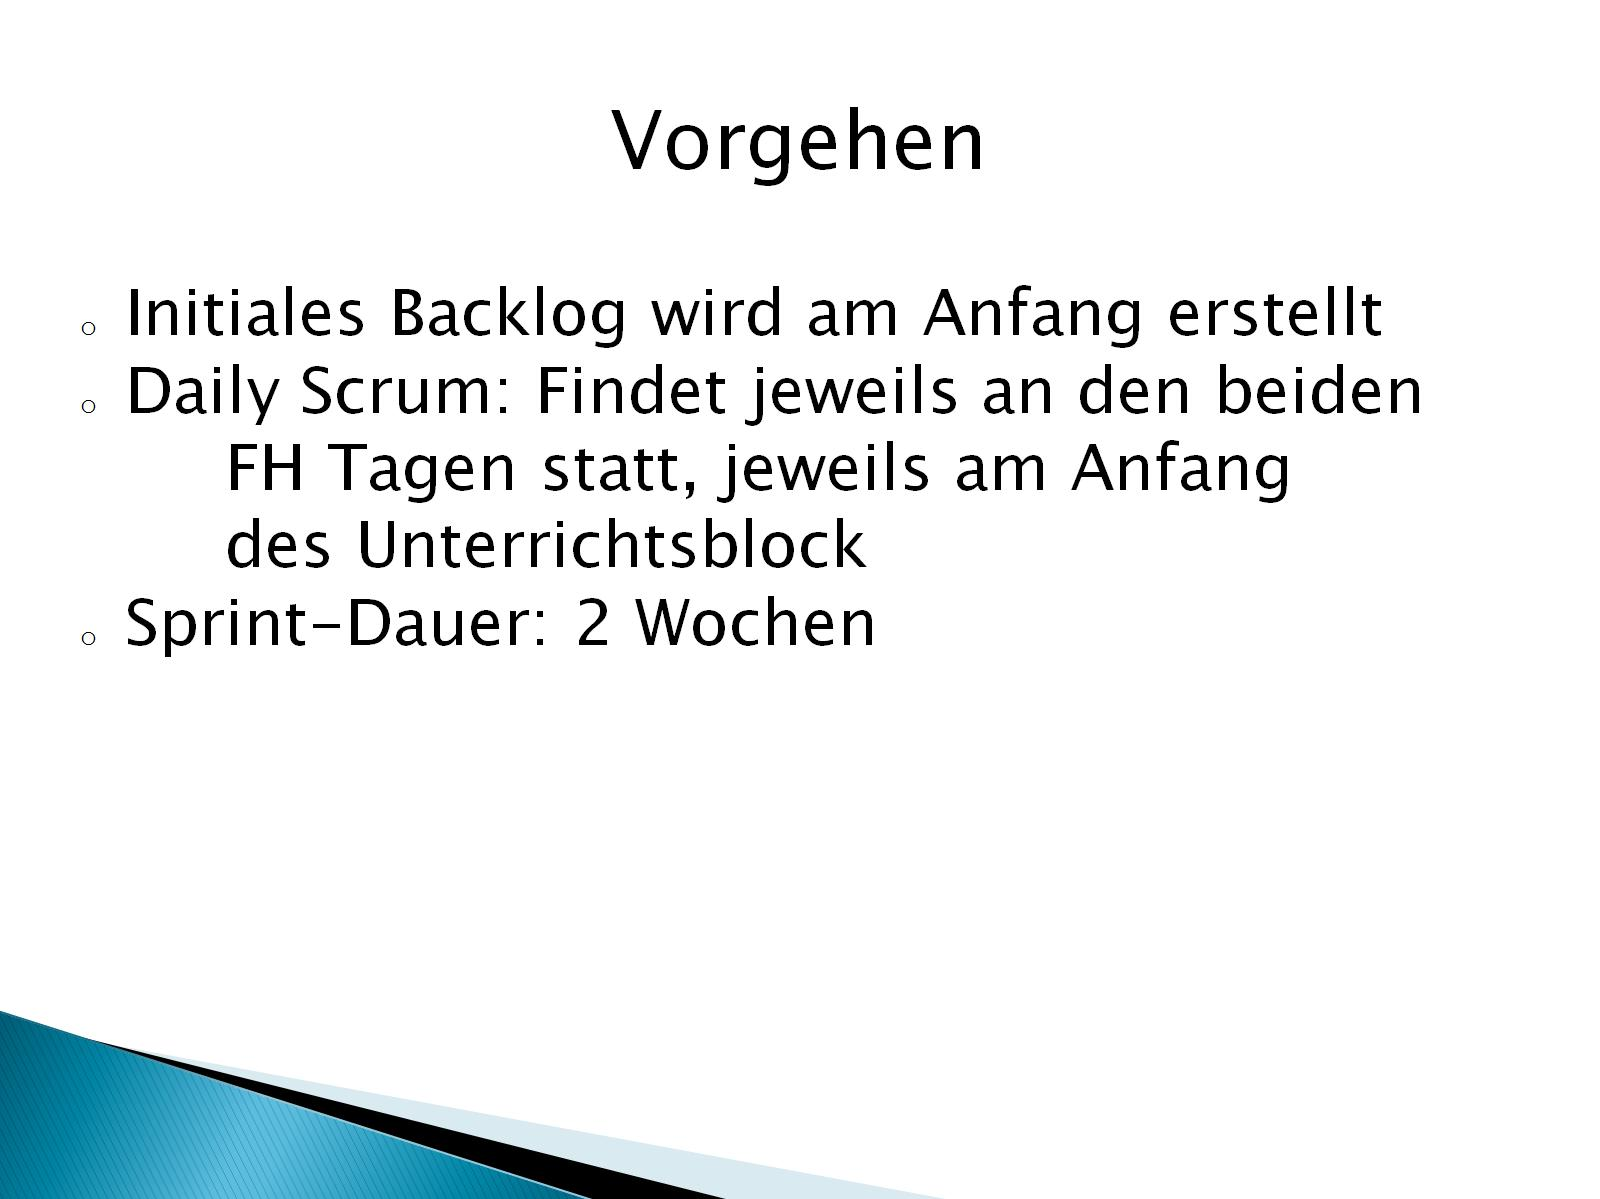 Vorgehen
o Initiales Backlog wird am Anfang erstellt
o Daily Scrum: Findet jeweils an den beiden
FH Tagen statt, jeweils am Anfang
des Unterrichtsblock
o Sprint-Dauer: 2 Wochen